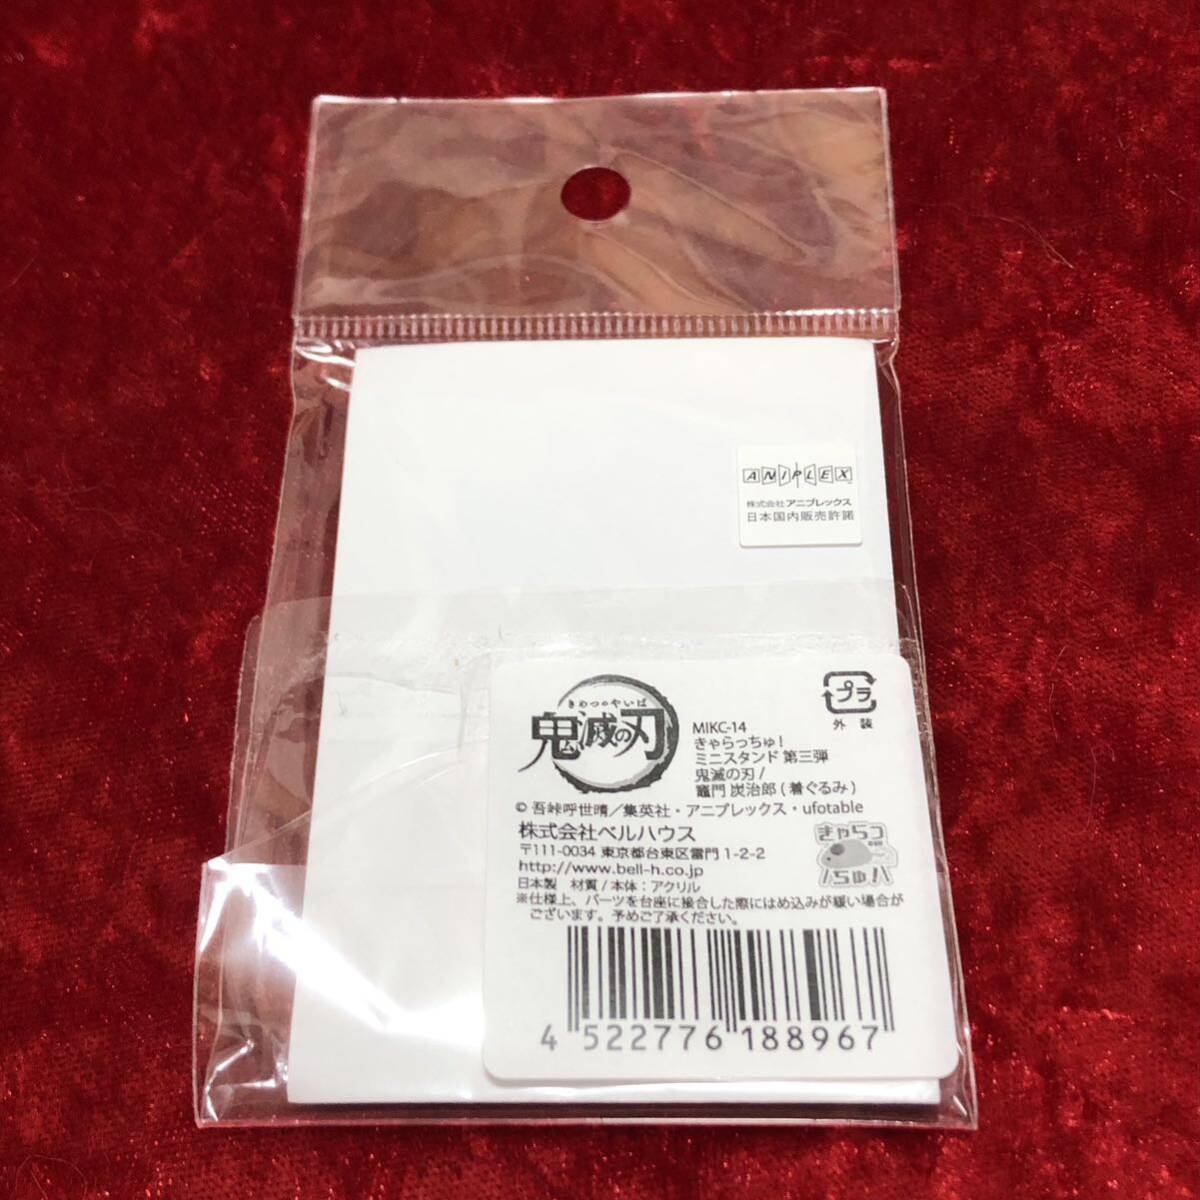 ANIPLEX
株式会社アニプレックス
日本国内販売許諾
きめつのやいば
鬼滅の刃
プラ
外装
MIKC-14
きゃらっちゅ!
ミニスタンド 第三弾
鬼滅の刃 /
竈門 炭治郎 (着ぐるみ)
© 吾峠呼世晴／集英社・アニプレックス・ufotable
株式会社ベルハウス
〒111-0034 東京都台東区雷門 1-2-2
http://www.bell-h.co.jp
きゃらっ
ちゅ!
日本製 材質 / 本体：アクリル
※仕様上、パーツを台座に接合した際にはめ込みが緩い場合が
ございます。予めご了承ください。
4 522776 188967